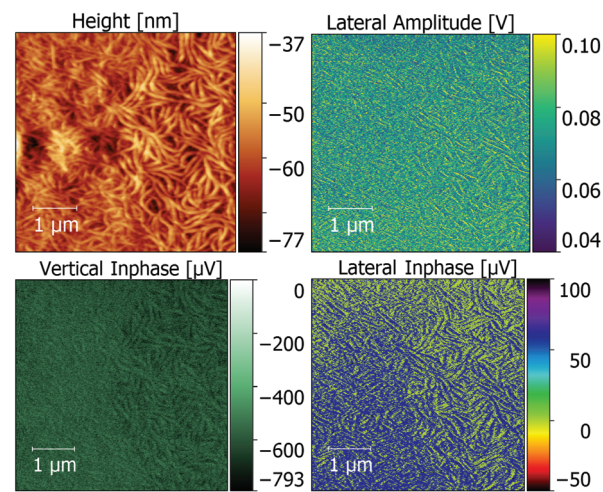 Height [nm]
−37
−50
−60
−77
1 µm
Lateral Amplitude [V]
0.10
0.08
0.06
0.04
1 µm
Vertical Inphase [µV]
0
−200
−400
−600
−793
1 µm
Lateral Inphase [µV]
100
50
0
−50
1 µm